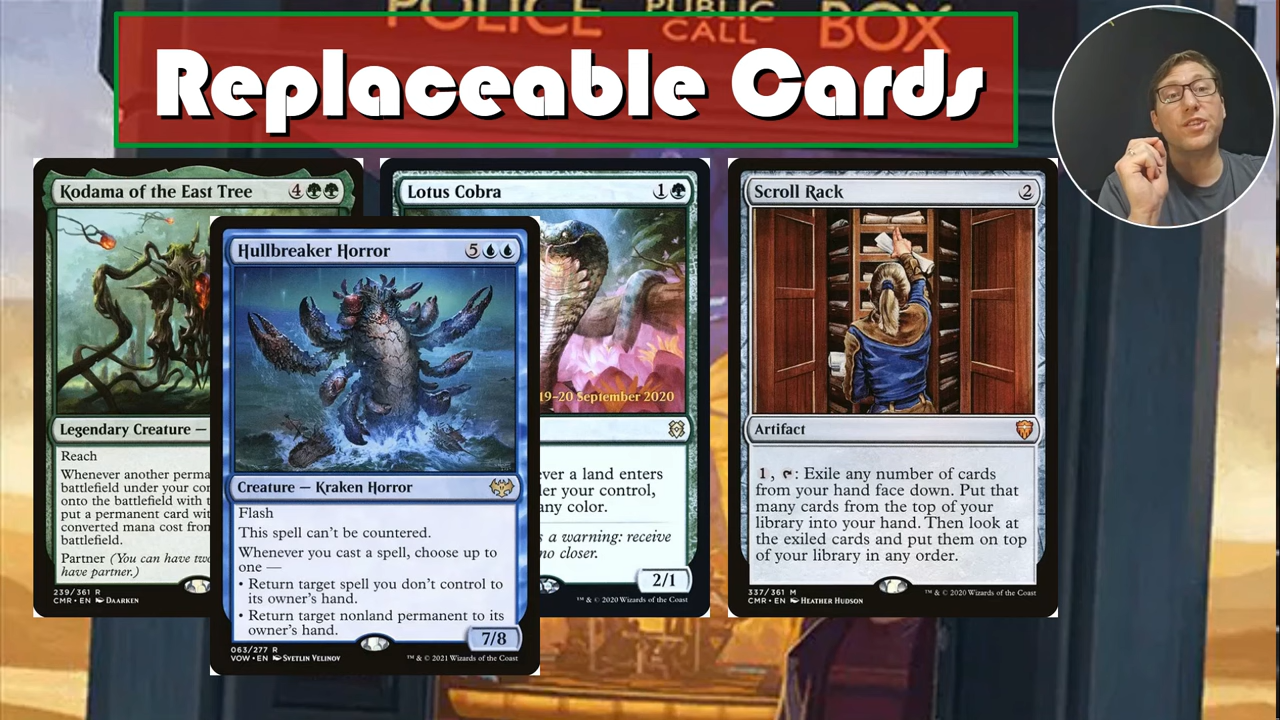 POLICE PUBLIC CALL BOX
Replaceable Cards
Kodama of the East Tree 4
Legendary Creature —
Reach
Whenever another perma
battlefield under your co
onto the battlefield with t
put a permanent card wit
converted mana cost from
battlefield.
Partner (You can have tw
have partner.)
239/361 R
CMR • EN DAARKEN
Hullbreaker Horror 5
Creature — Kraken Horror
Flash
This spell can't be countered.
Whenever you cast a spell, choose up to
one —
• Return target spell you don't control to
its owner's hand.
• Return target nonland permanent to its
owner's hand.
7/8
063/277 R
VOW • EN SVETLIN VELINOV
™ & © 2021 Wizards of the Coast
Lotus Cobra 1
19–20 September 2020
ever a land enters
er your control,
any color.
s a warning: receive
no closer.
2/1
™ & © 2020 Wizards of the Coast
Scroll Rack 2
Artifact
1, : Exile any number of cards
from your hand face down. Put that
many cards from the top of your
library into your hand. Then look at
the exiled cards and put them on top
of your library in any order.
337/361 M
CMR • EN HEATHER HUDSON
™ & © 2020 Wizards of the Coast